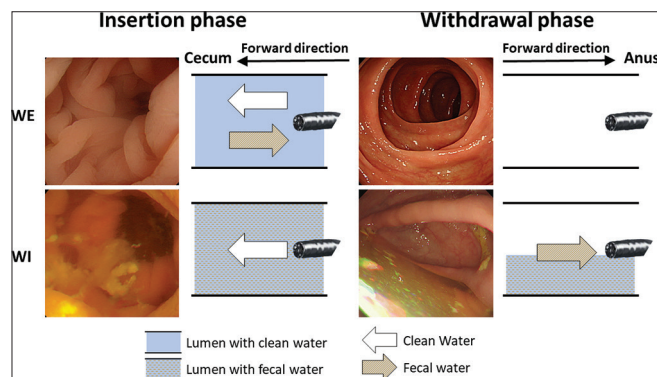 Insertion phase
Withdrawal phase
Cecum
Forward direction
Forward direction
Anus
WE
WI
Lumen with clean water
Clean Water
Lumen with fecal water
Fecal water